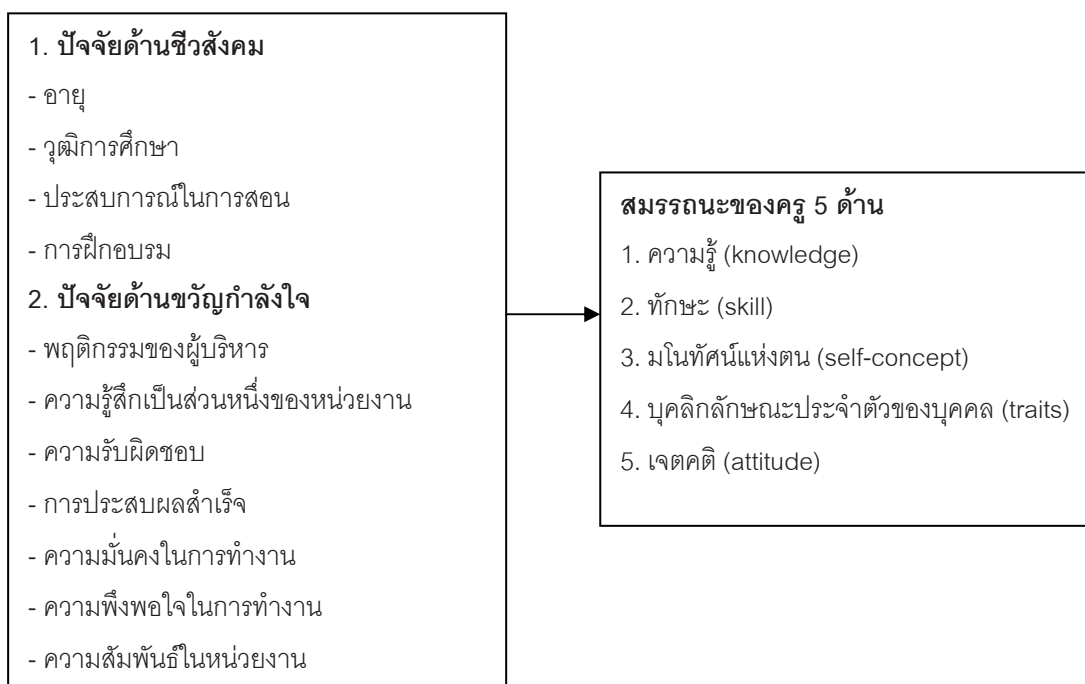 1. ปัจจัยด้านชีวสังคม
- อายุ
- วุฒิการศึกษา
- ประสบการณ์ในการสอน
- การฝึกอบรม
2. ปัจจัยด้านขวัญกำลังใจ
- พฤติกรรมของผู้บริหาร
- ความรู้สึกเป็นส่วนหนึ่งของหน่วยงาน
- ความรับผิดชอบ
- การประสบผลสำเร็จ
- ความมั่นคงในการทำงาน
- ความพึงพอใจในการทำงาน
- ความสัมพันธ์ในหน่วยงาน
สมรรถนะของครู 5 ด้าน
1. ความรู้ (knowledge)
2. ทักษะ (skill)
3. มโนทัศน์แห่งตน (self-concept)
4. บุคลิกลักษณะประจำตัวของบุคคล (traits)
5. เจตคติ (attitude)